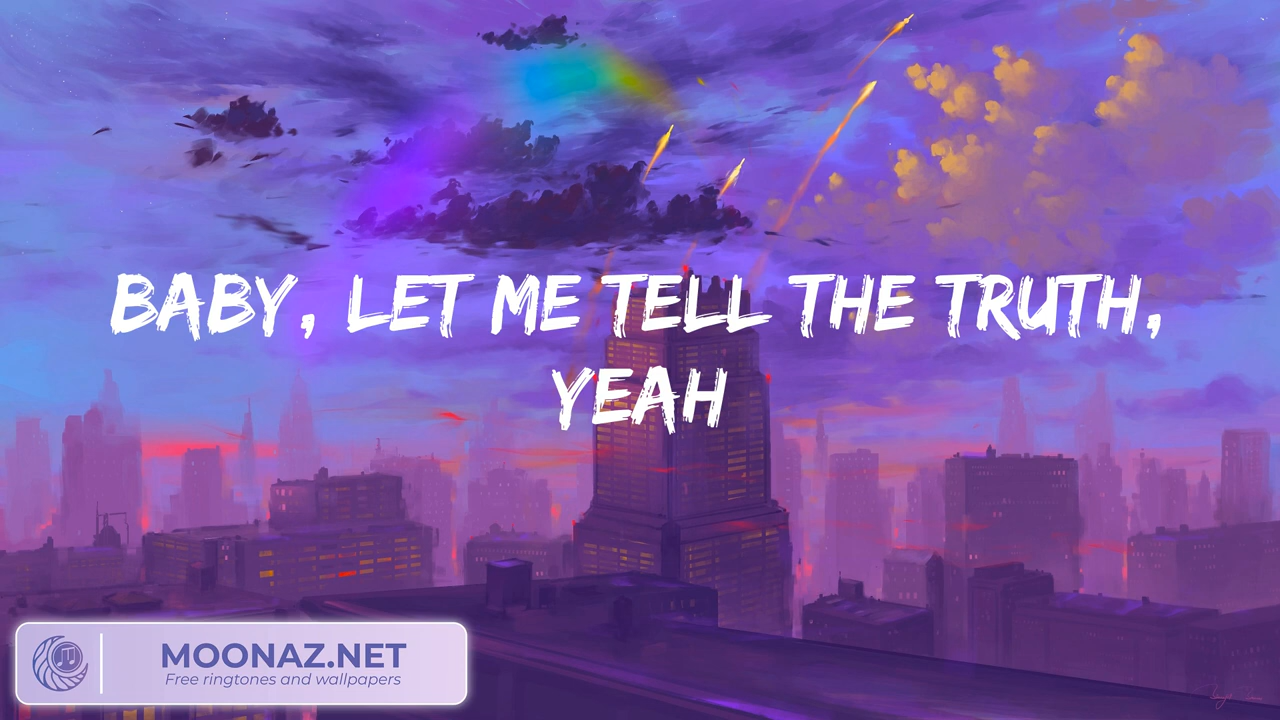 BABY, LET ME TELL THE TRUTH,
YEAH
MOONAZ.NET
Free ringtones and wallpapers